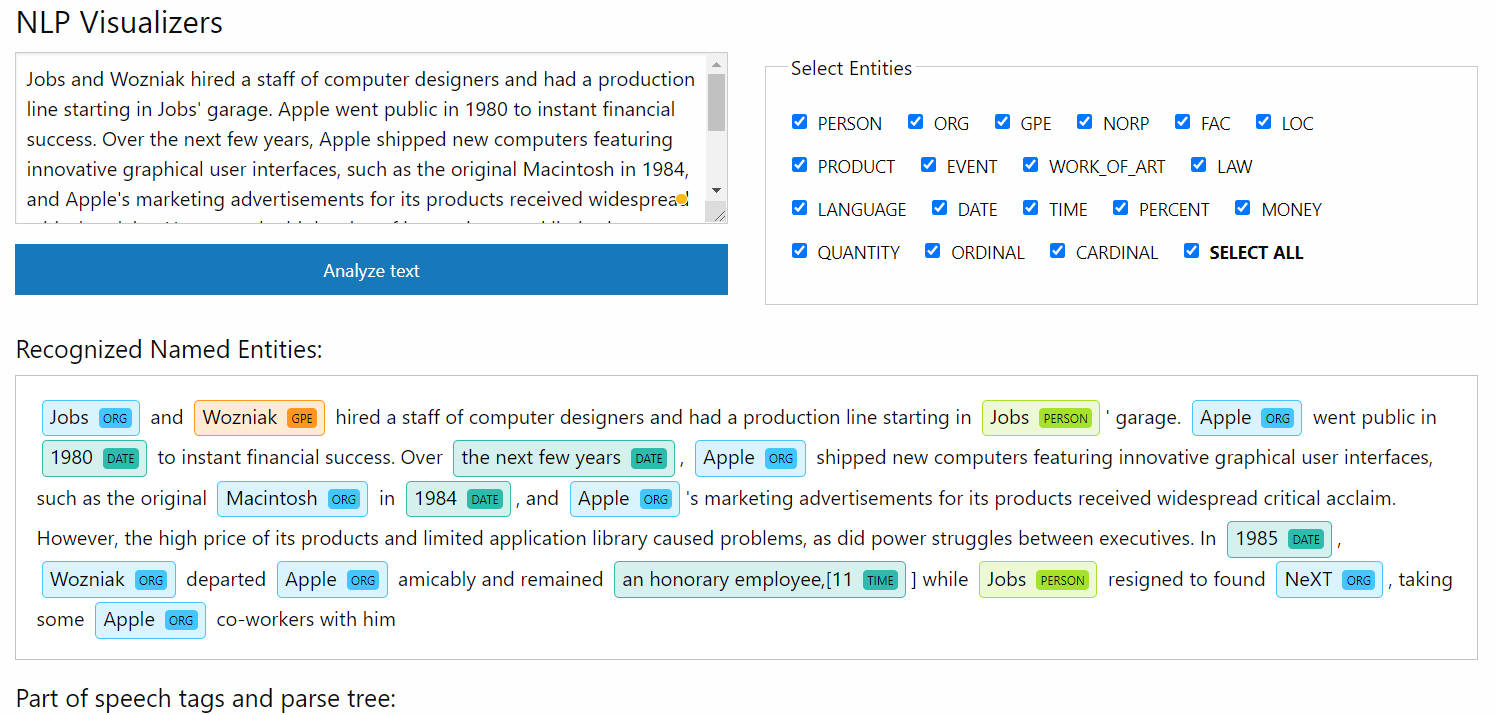 NLP Visualizers
Jobs and Wozniak hired a staff of computer designers and had a production
line starting in Jobs' garage. Apple went public in 1980 to instant financial
success. Over the next few years, Apple shipped new computers featuring
innovative graphical user interfaces, such as the original Macintosh in 1984,
and Apple's marketing advertisements for its products received widespread
Analyze text
Select Entities
PERSON ORG GPE NORP FAC LOC
PRODUCT EVENT WORK_OF_ART LAW
LANGUAGE DATE TIME PERCENT MONEY
QUANTITY ORDINAL CARDINAL SELECT ALL
Recognized Named Entities:
Jobs ORG and Wozniak GPE hired a staff of computer designers and had a production line starting in Jobs PERSON ' garage. Apple ORG went public in
1980 DATE to instant financial success. Over the next few years DATE , Apple ORG shipped new computers featuring innovative graphical user interfaces,
such as the original Macintosh ORG in 1984 DATE , and Apple ORG 's marketing advertisements for its products received widespread critical acclaim.
However, the high price of its products and limited application library caused problems, as did power struggles between executives. In 1985 DATE ,
Wozniak ORG departed Apple ORG amicably and remained an honorary employee,[11 TIME ] while Jobs PERSON resigned to found NeXT ORG , taking
some Apple ORG co-workers with him
Part of speech tags and parse tree: